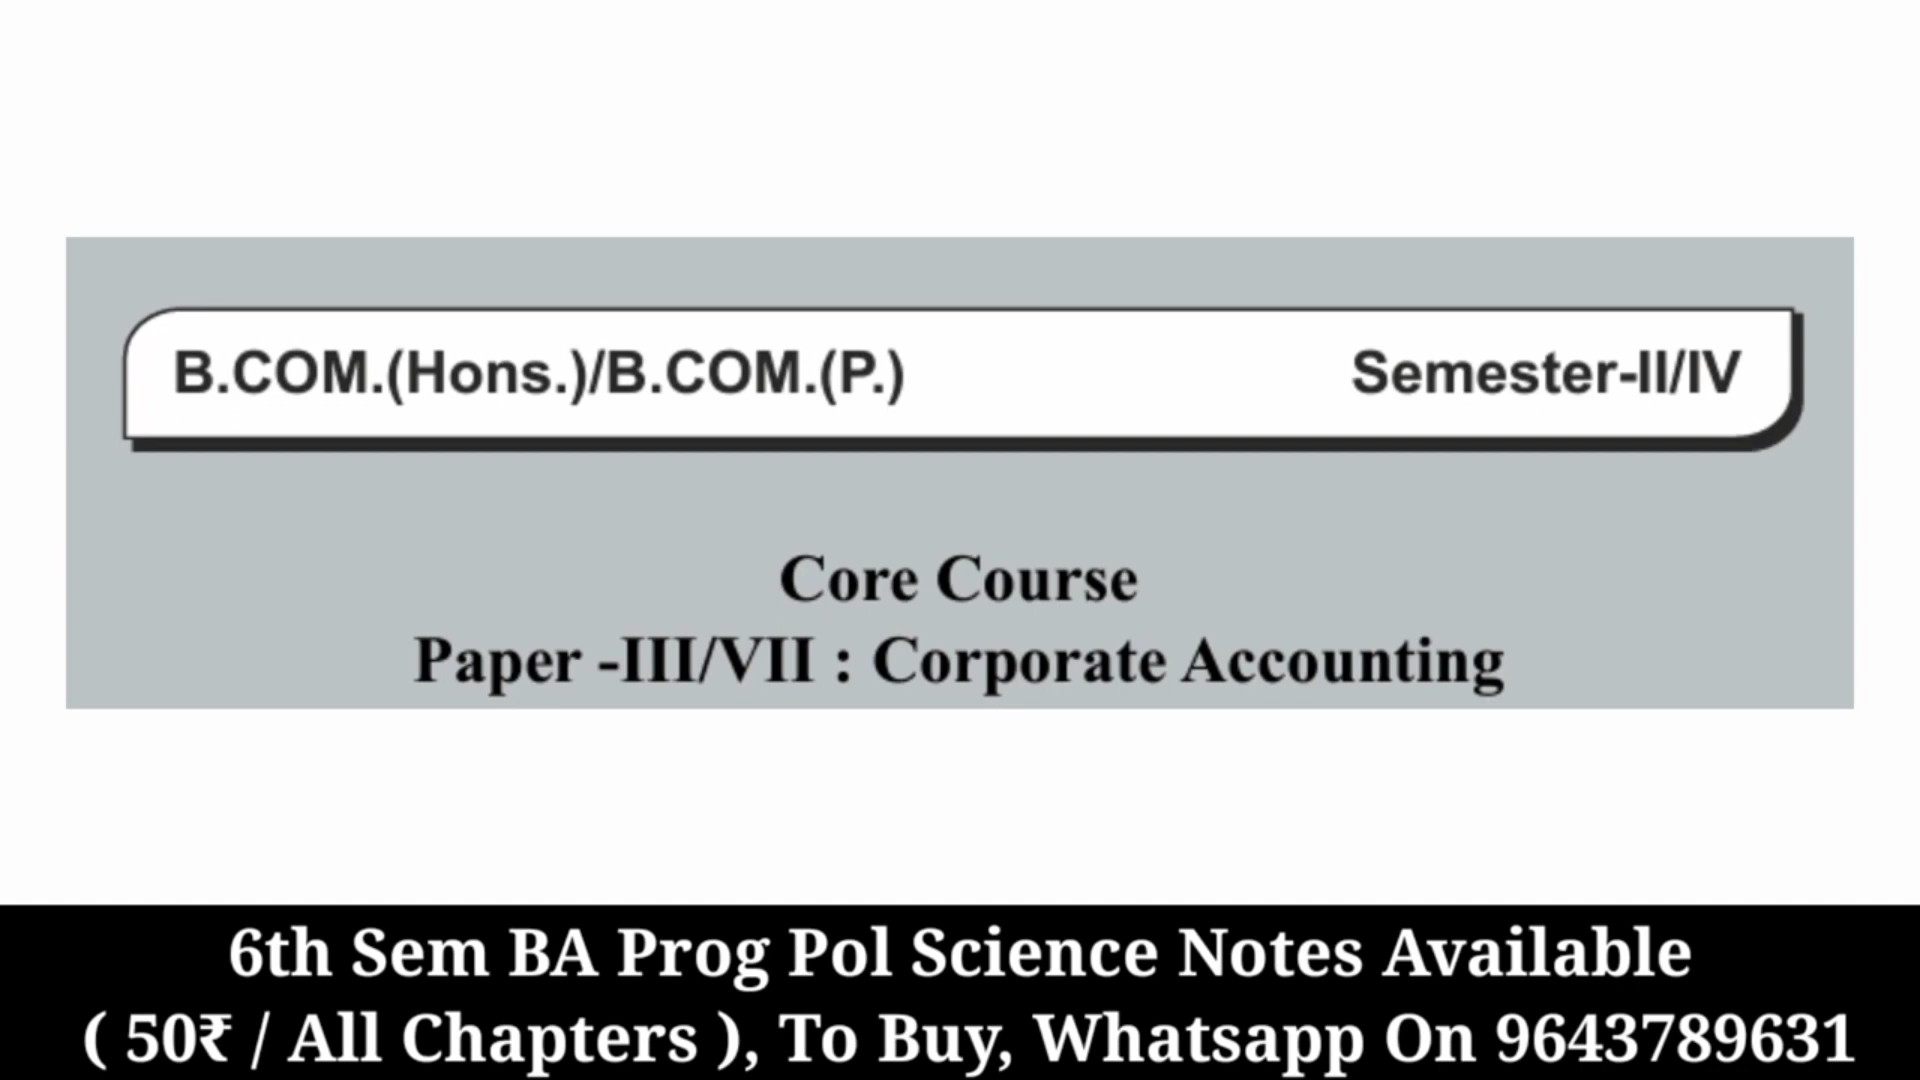 B.COM.(Hons.)/B.COM.(P.) Semester-II/IV
Core Course
Paper -III/VII : Corporate Accounting
6th Sem BA Prog Pol Science Notes Available
( 50₹ / All Chapters ), To Buy, Whatsapp On 9643789631